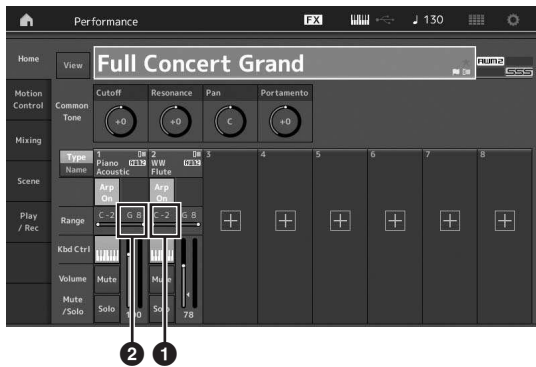 Performance FX 130
Home View Full Concert Grand AWM2
SSS
Motion Control
Common Tone
Cutoff Resonance Pan Portamento
+0 +0 C +0
Mixing
Type Name
1 Piano AWM2 Acoustic
2 WW AWM2 Flute
3 4 5 6 7 8
Scene
Arp On Arp On
Play / Rec
Range C -2 G 8 C -2 G 8
+ + + + + +
Kbd Ctrl
Volume Mute Mute
Mute /Solo Solo 100 Solo 78
2 1